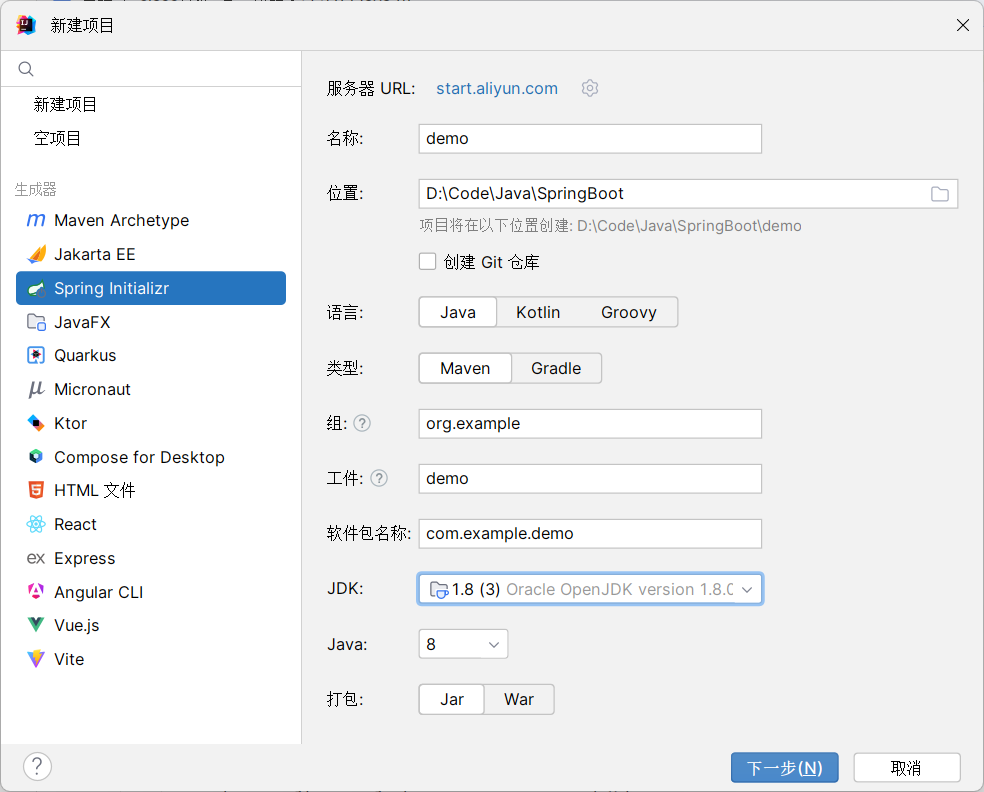 新建项目
新建项目
空项目
生成器
Maven Archetype
Jakarta EE
Spring Initializr
JavaFX
Quarkus
Micronaut
Ktor
Compose for Desktop
HTML 文件
React
Express
Angular CLI
Vue.js
Vite
服务器 URL: start.aliyun.com
名称: demo
位置: D:\Code\Java\SpringBoot
项目将在以下位置创建: D:\Code\Java\SpringBoot\demo
创建 Git 仓库
语言: Java Kotlin Groovy
类型: Maven Gradle
组: ? org.example
工件: ? demo
软件包名称: com.example.demo
JDK: 1.8 (3) Oracle OpenJDK version 1.8.0
Java: 8
打包: Jar War
? 下一步(N) 取消